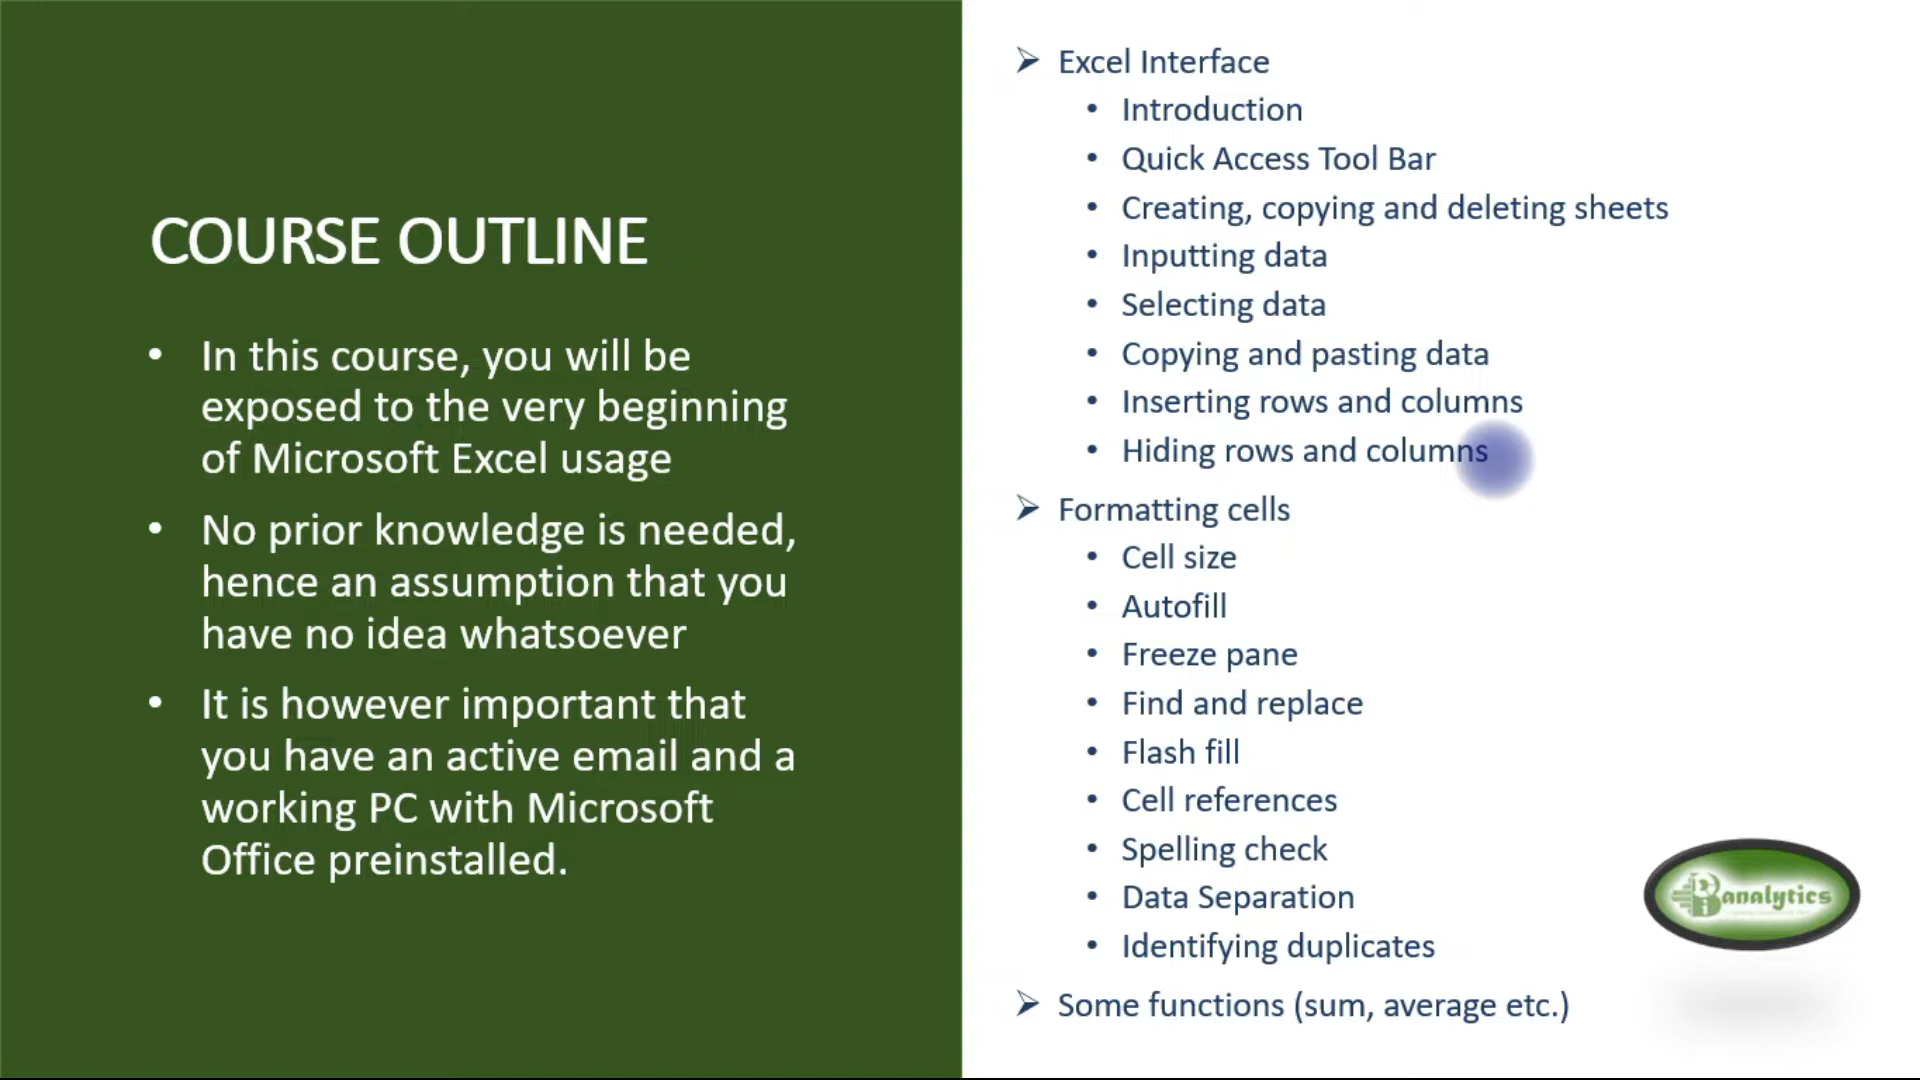 COURSE OUTLINE
• In this course, you will be
exposed to the very beginning
of Microsoft Excel usage
• No prior knowledge is needed,
hence an assumption that you
have no idea whatsoever
• It is however important that
you have an active email and a
working PC with Microsoft
Office preinstalled.
➢ Excel Interface
• Introduction
• Quick Access Tool Bar
• Creating, copying and deleting sheets
• Inputting data
• Selecting data
• Copying and pasting data
• Inserting rows and columns
• Hiding rows and columns
➢ Formatting cells
• Cell size
• Autofill
• Freeze pane
• Find and replace
• Flash fill
• Cell references
• Spelling check
• Data Separation
• Identifying duplicates
➢ Some functions (sum, average etc.)
analytics